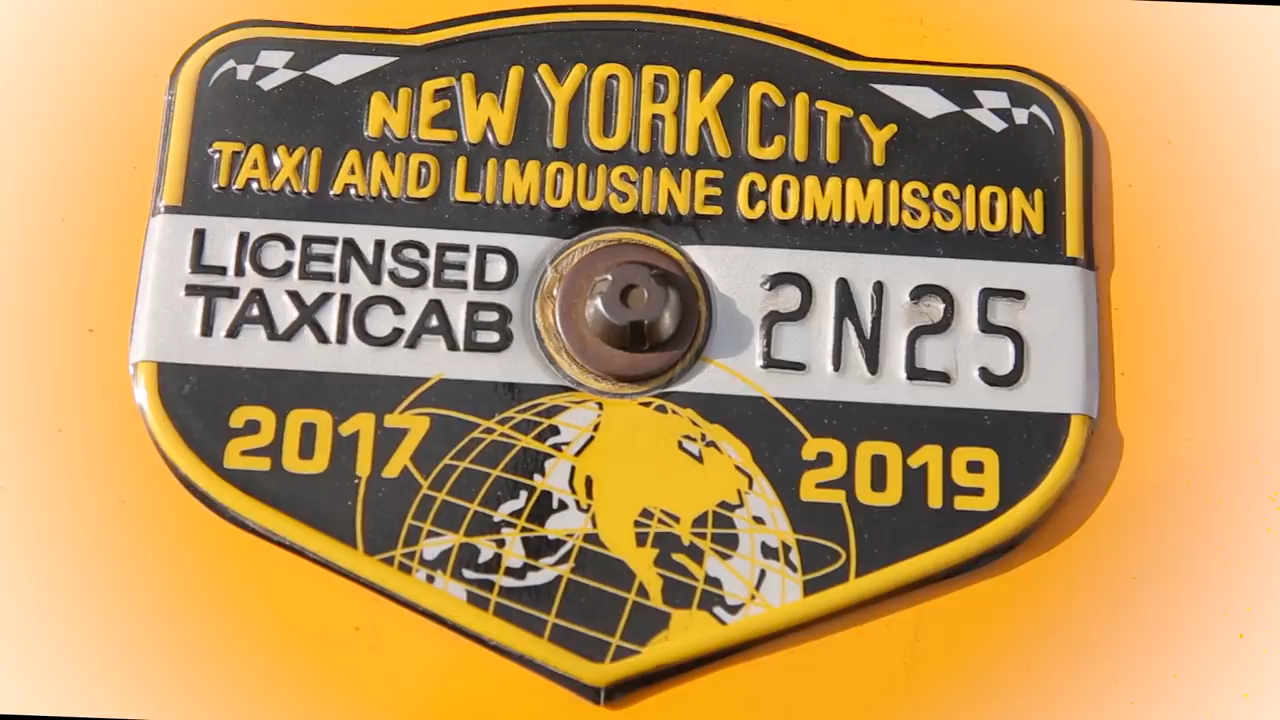 NEW YORK CITY
TAXI AND LIMOUSINE COMMISSION
LICENSED
TAXICAB
2N25
2017 2019